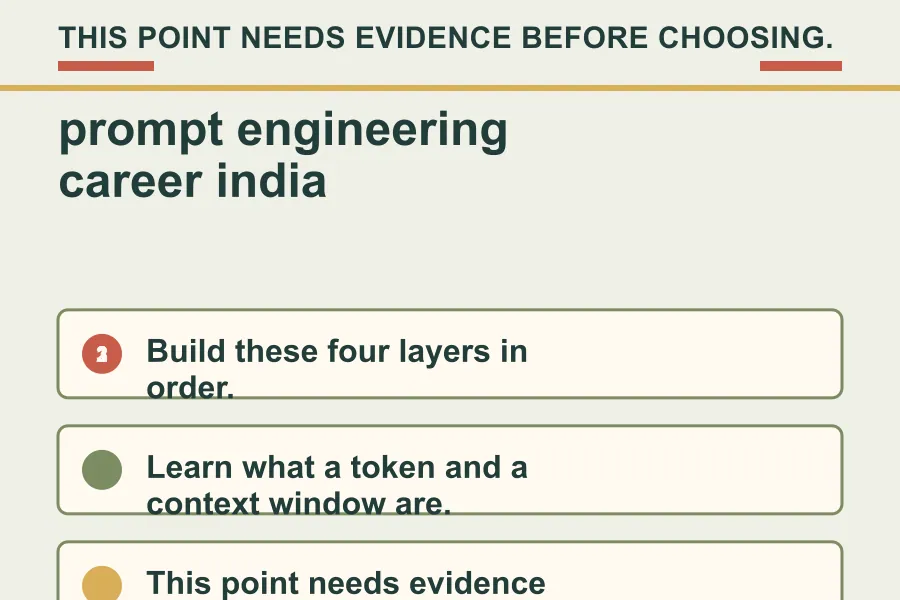 THIS POINT NEEDS EVIDENCE BEFORE CHOOSING.
prompt engineering
career india
Build these four layers in
order.
Learn what a token and a
context window are.
This point needs evidence